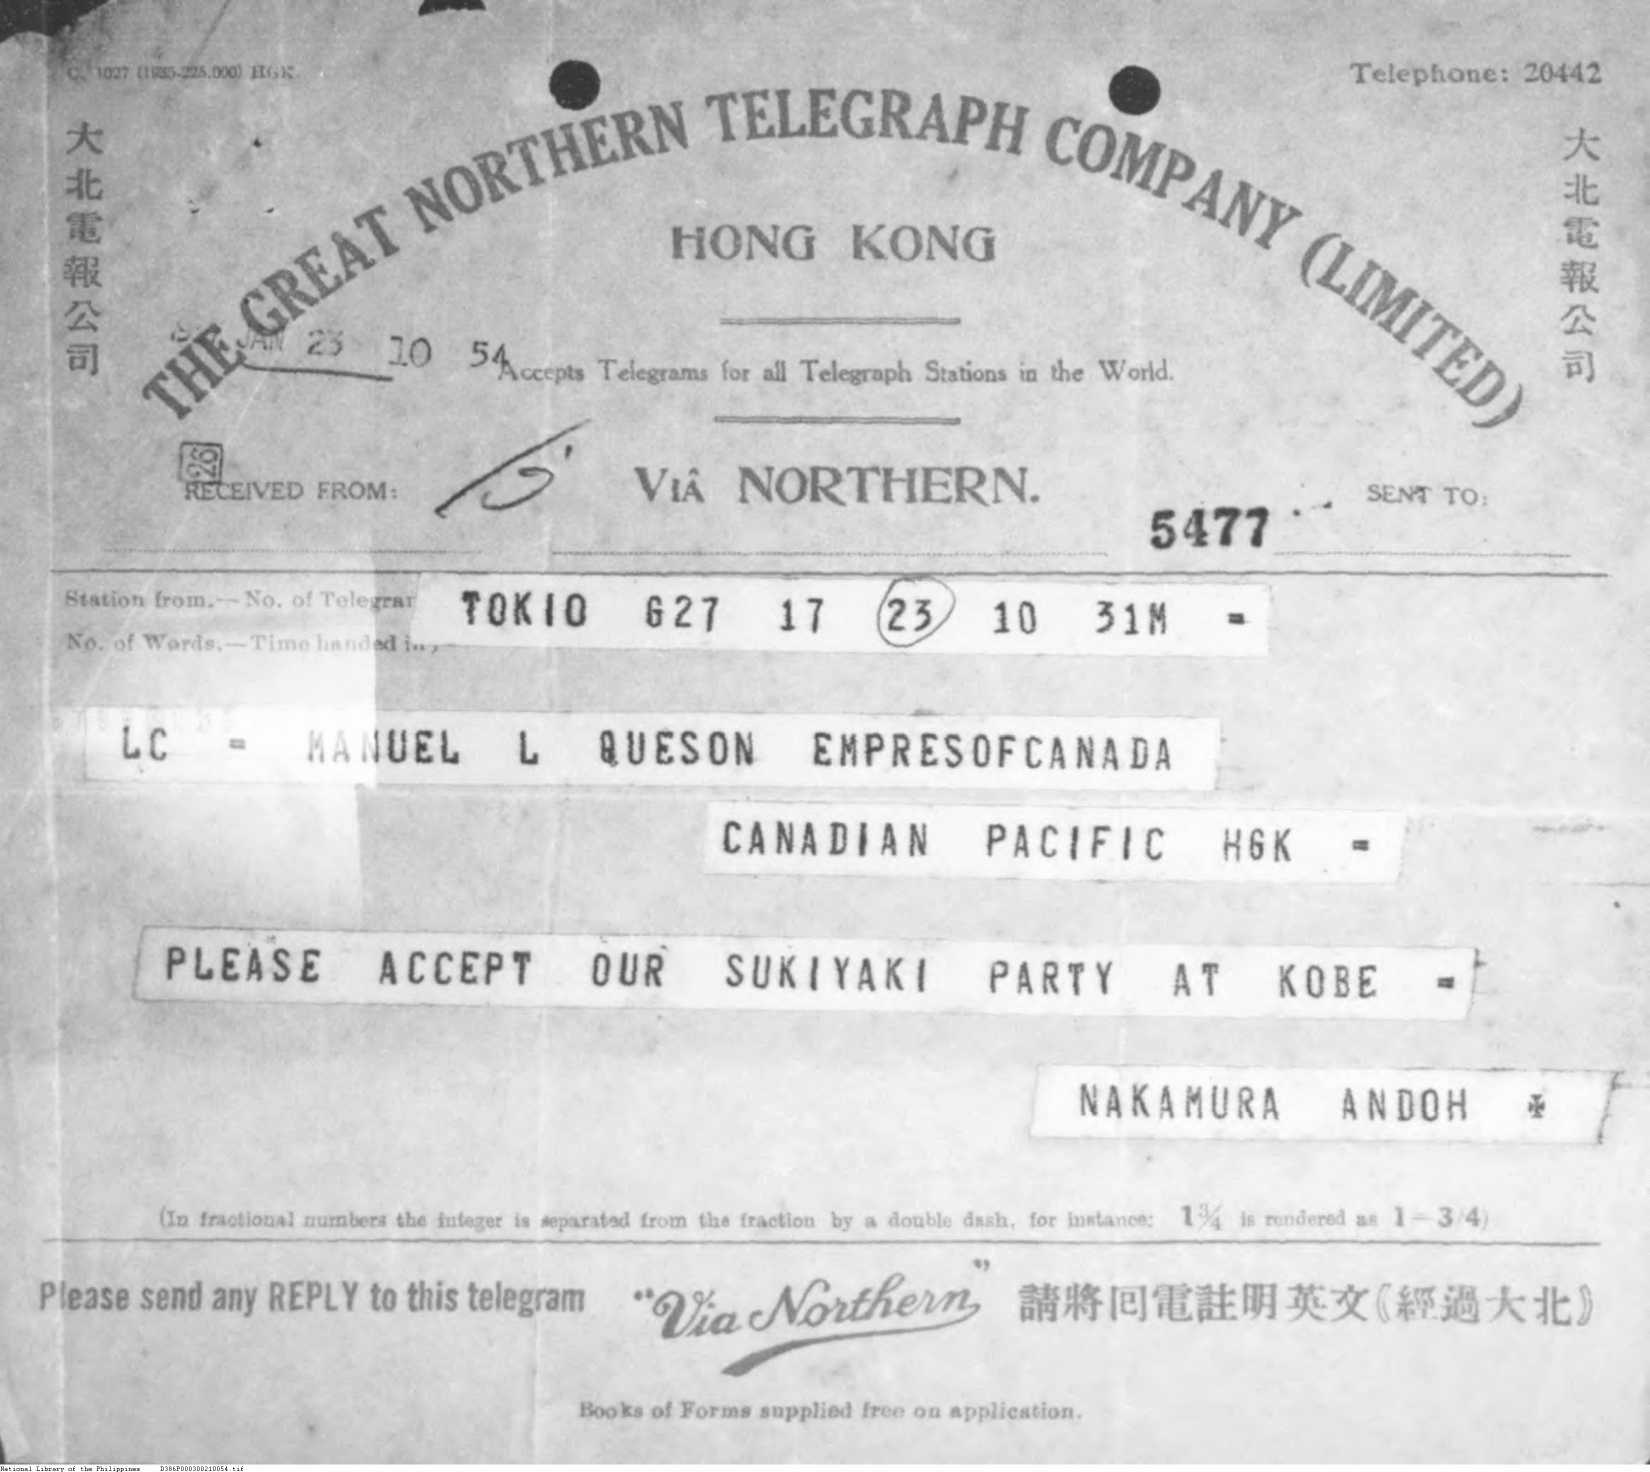 C. 1027 (1935-225.000) HGK.
Telephone: 20442
大北電報公司
大北電報公司
THE GREAT NORTHERN TELEGRAPH COMPANY (LIMITED)
HONG KONG
JAN 23 10 54
Accepts Telegrams for all Telegraph Stations in the World.
RECEIVED FROM:
VIÂ NORTHERN.
SENT TO:
5477
Station from.—No. of Telegram
TOKIO G27 17 23 10 31M =
No. of Words.—Time handed in,
LC = MANUEL L QUESON EMPRESOFCANADA
CANADIAN PACIFIC HGK =
PLEASE ACCEPT OUR SUKIYAKI PARTY AT KOBE =
NAKAMURA ANDOH
(In fractional numbers the integer is separated from the fraction by a double dash, for instance: 1¾ is rendered as 1—3/4)
Please send any REPLY to this telegram "Via Northern" 請將回電註明英文《經過大北》
Books of Forms supplied free on application.
National Library of the Philippines D386P000300210054.tif